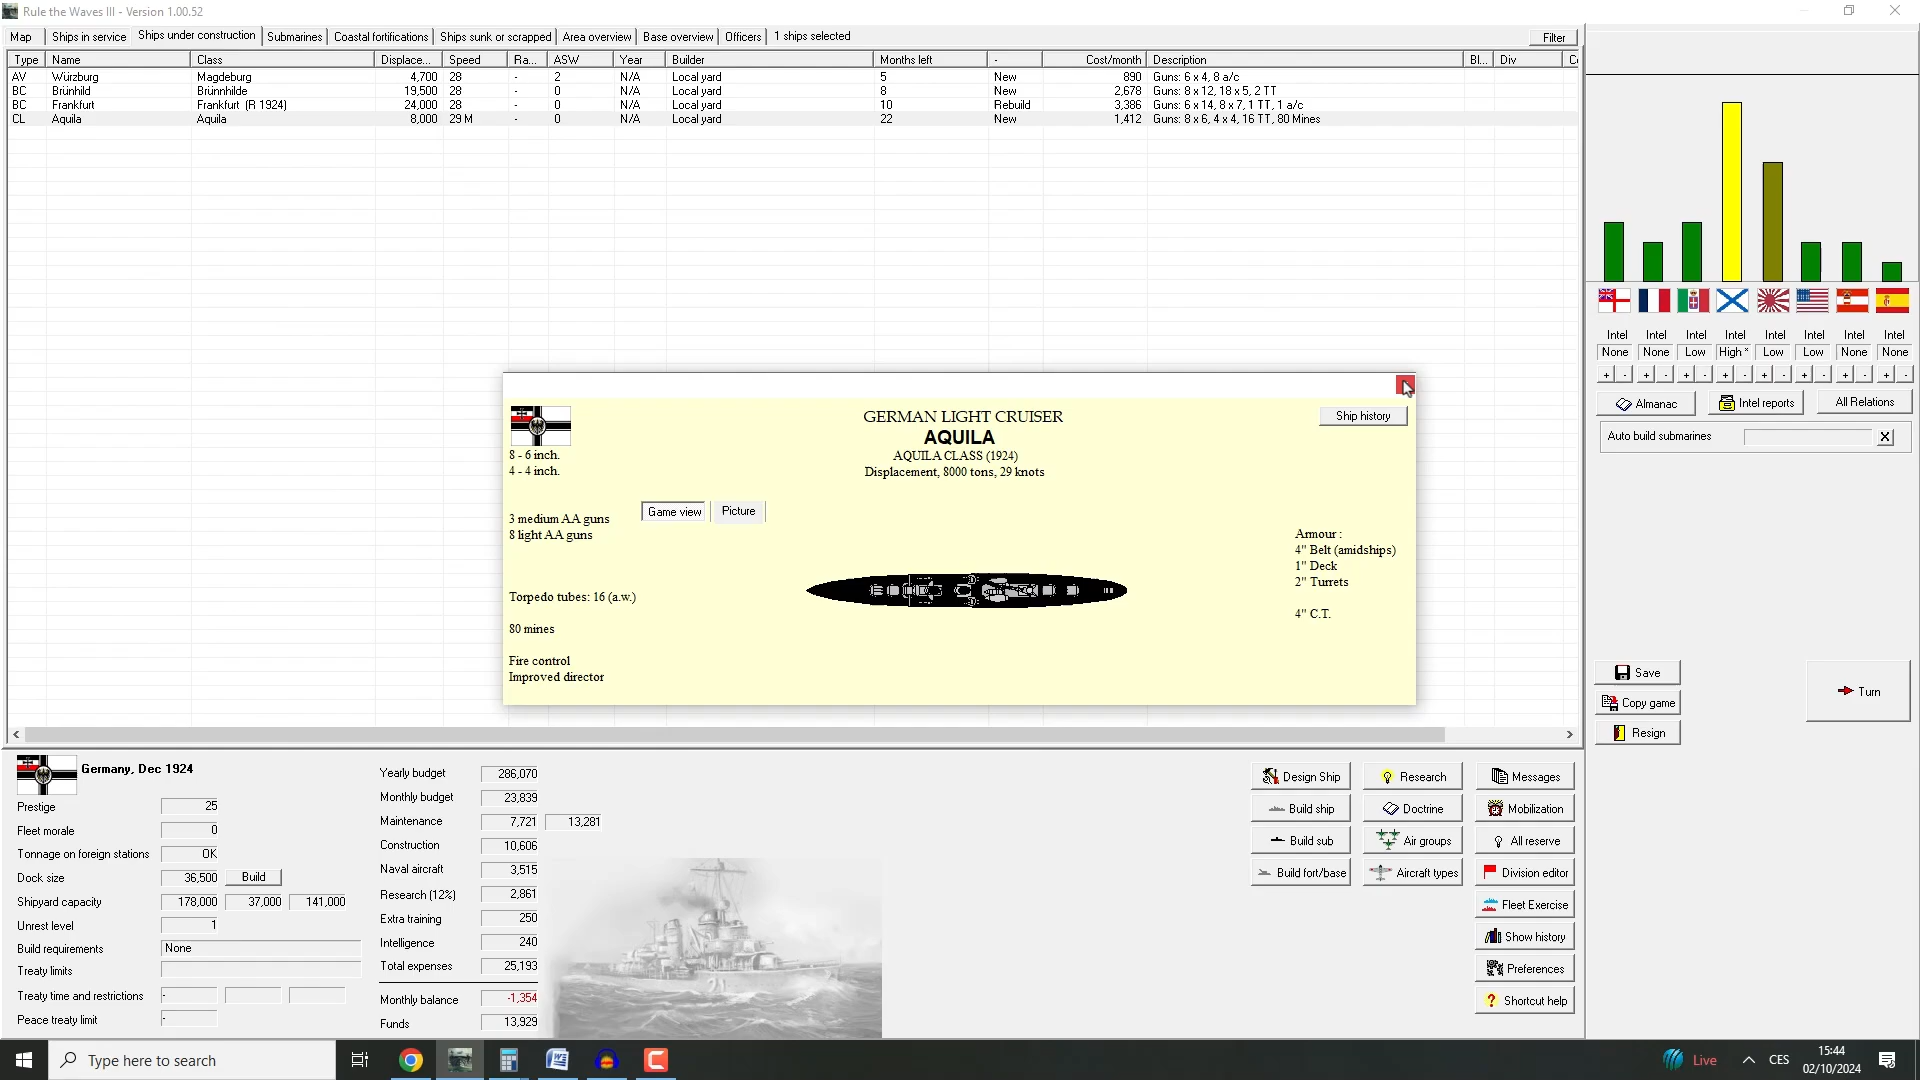 Rule the Waves III - Version 1.00.52
Map Ships in service Ships under construction Submarines Coastal fortifications Ships sunk or scrapped Area overview Base overview Officers 1 ships selected Filter
Type Name Class Displace... Speed Ra... ASW Year Builder Months left - Cost/month Description Bl... Div
AV Würzburg Magdeburg 4,700 28 - 2 N/A Local yard 5 New 890 Guns: 6 x 4, 8 a/c
BC Brünhild Brünnhilde 19,500 28 - 0 N/A Local yard 8 New 2,678 Guns: 8 x 12, 18 x 5, 2 TT
BC Frankfurt Frankfurt (R 1924) 24,000 28 - 0 N/A Local yard 10 Rebuild 3,386 Guns: 6 x 14, 8 x 7, 1 TT, 1 a/c
CL Aquila Aquila 8,000 29 M - 0 N/A Local yard 22 New 1,412 Guns: 8 x 6, 4 x 4, 16 TT, 80 Mines
GERMAN LIGHT CRUISER
AQUILA
AQUILA CLASS (1924)
Displacement, 8000 tons, 29 knots
Ship history
8 - 6 inch.
4 - 4 inch.
3 medium AA guns
8 light AA guns
Game view Picture
Torpedo tubes: 16 (a.w.)
80 mines
Fire control
Improved director
Armour :
4" Belt (amidships)
1" Deck
2" Turrets
4" C.T.
Intel Intel Intel Intel Intel Intel Intel Intel
None None Low High * Low Low None None
+ - + - + - + - + - + - + - + -
Almanac Intel reports All Relations
Auto build submarines X
Save
Copy game
Resign
Turn
Germany, Dec 1924
Prestige 25
Fleet morale 0
Tonnage on foreign stations OK
Dock size 36,500 Build
Shipyard capacity 178,000 37,000 141,000
Unrest level 1
Build requirements None
Treaty limits
Treaty time and restrictions -
Peace treaty limit -
Yearly budget 286,070
Monthly budget 23,839
Maintenance 7,721 13,281
Construction 10,606
Naval aircraft 3,515
Research (12%) 2,861
Extra training 250
Intelligence 240
Total expenses 25,193
Monthly balance -1,354
Funds 13,929
Design Ship Research Messages
Build ship Doctrine Mobilization
Build sub Air groups All reserve
Build fort/base Aircraft types Division editor
Fleet Exercise
Show history
Preferences
Shortcut help
Type here to search
Live CES 15:44
02/10/2024